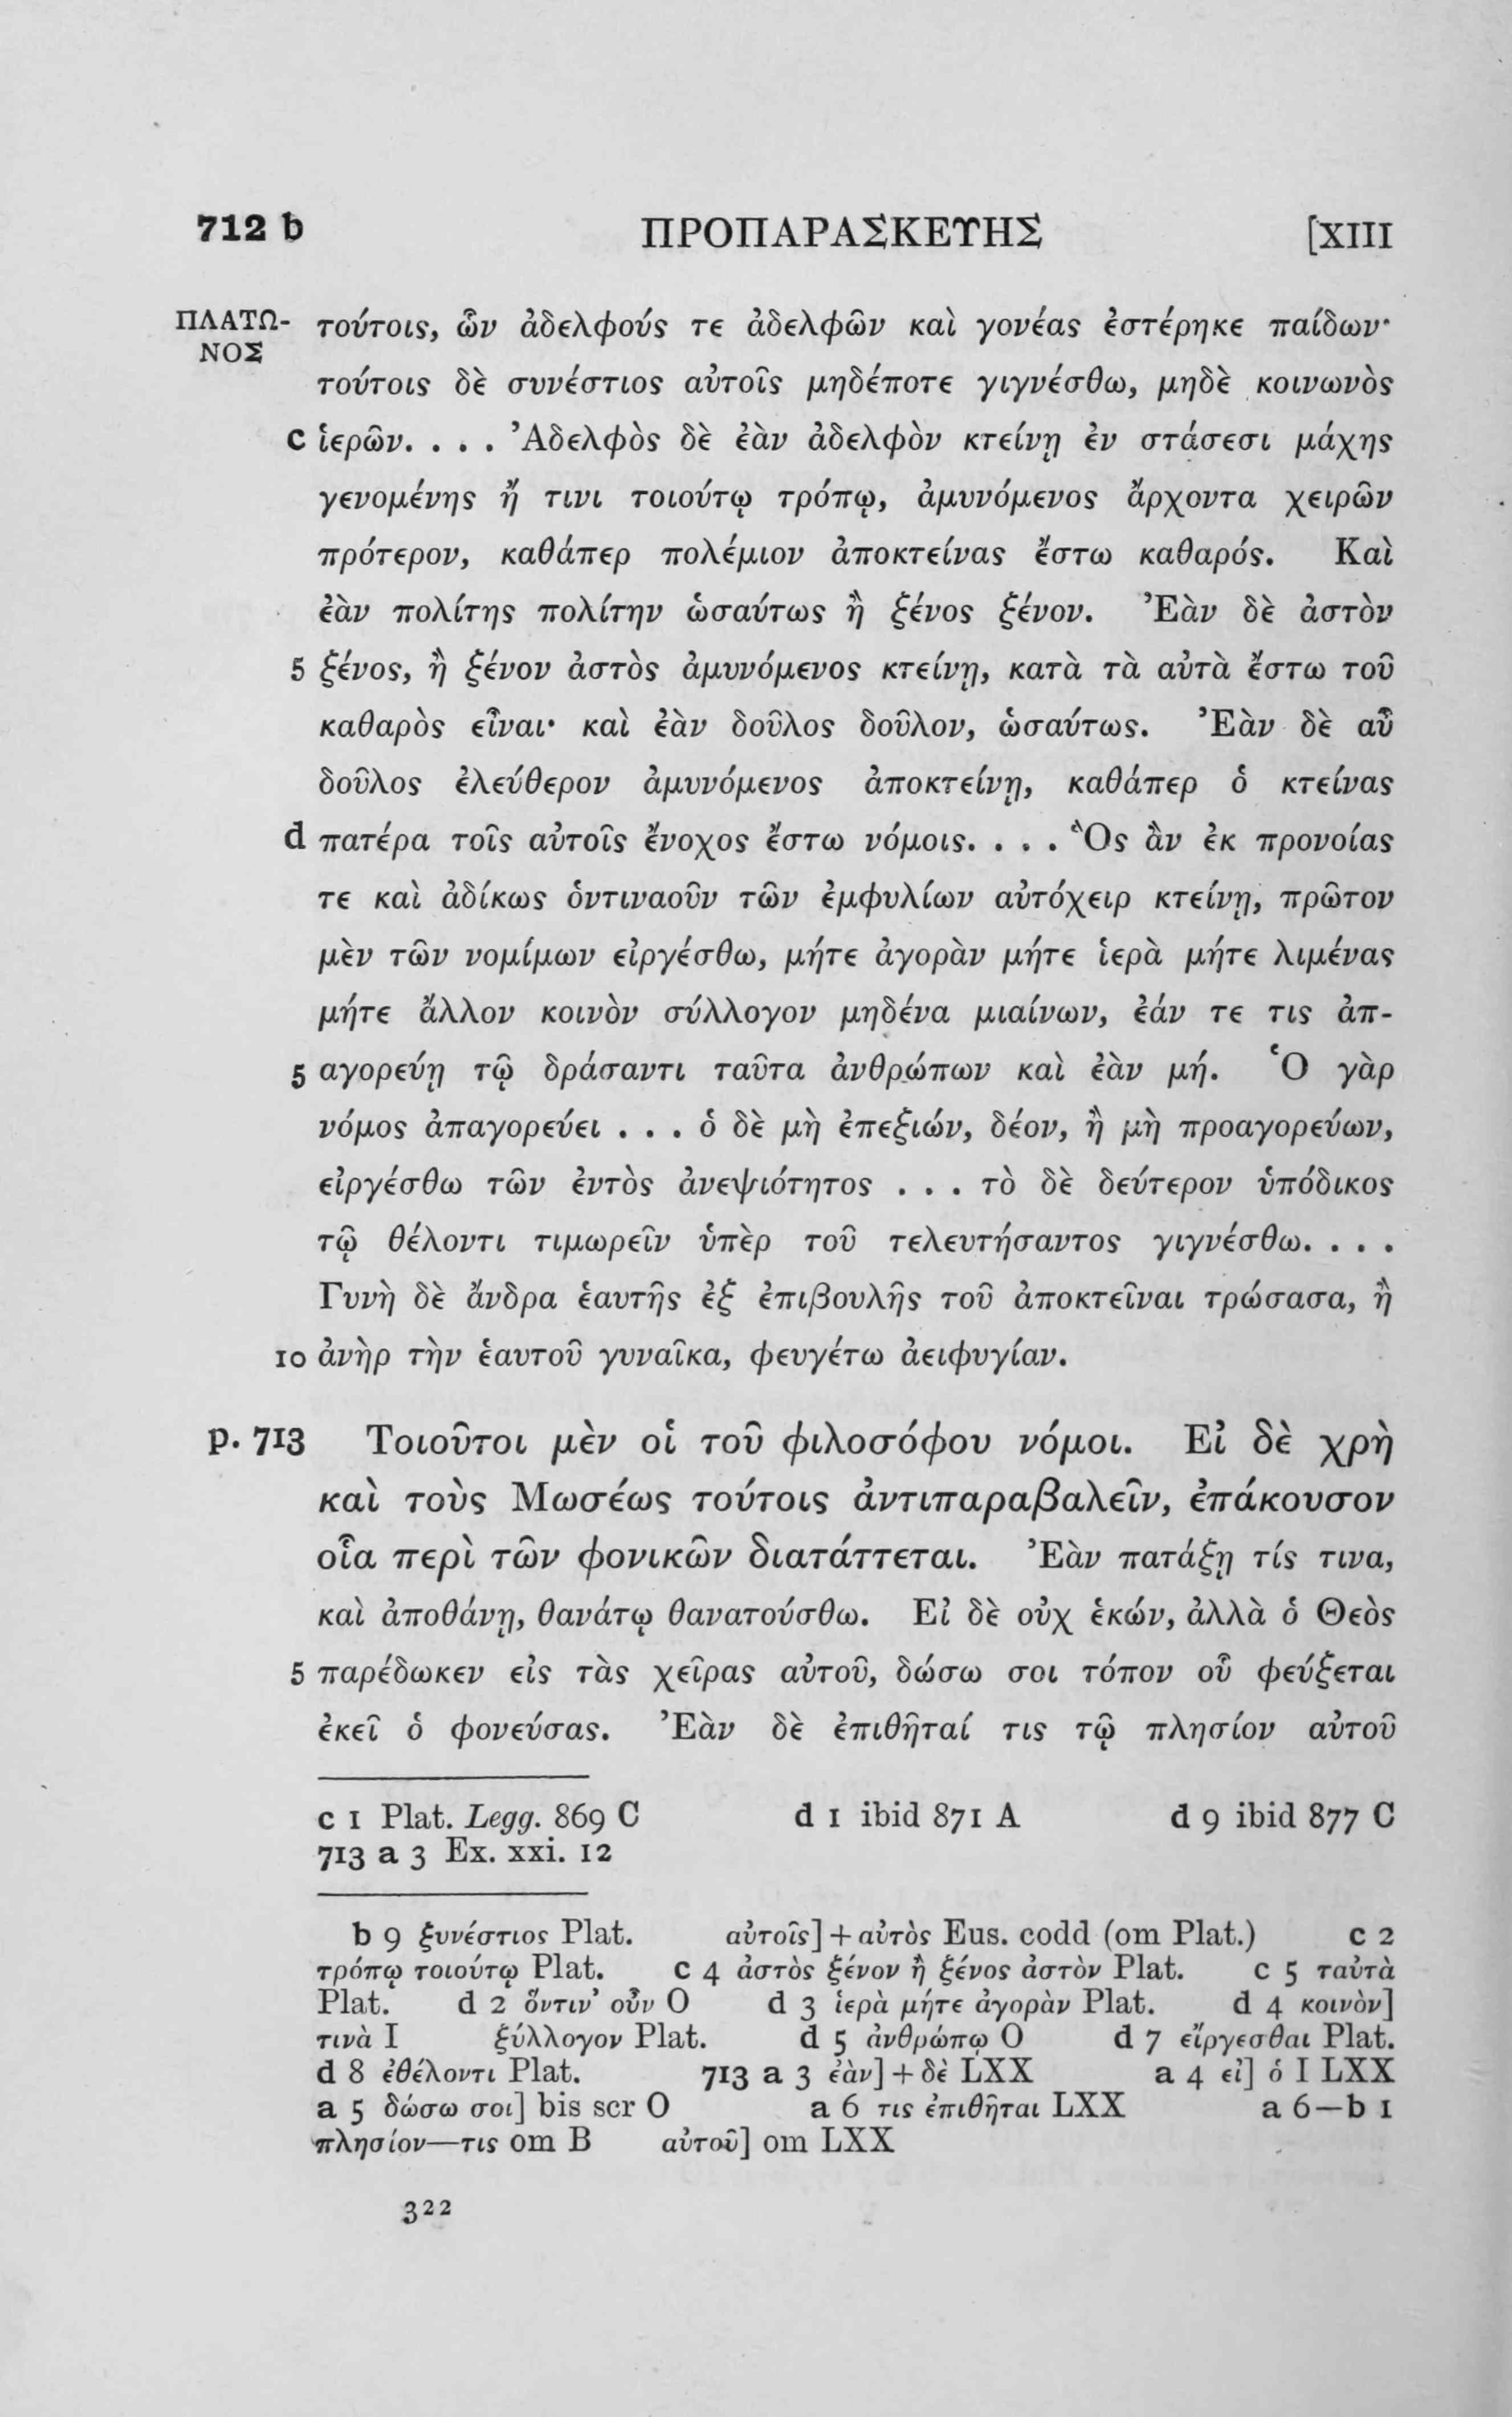 712 b ΠΡΟΠΑΡΑΣΚΕΥΗΣ [XIII
ΠΛΑΤΩ- τούτοις, ὧν ἀδελφούς τε ἀδελφῶν καὶ γονέας ἐστέρηκε παίδων·
ΝΟΣ
τούτοις δὲ συνέστιος αὐτοῖς μηδέποτε γιγνέσθω, μηδὲ κοινωνὸς
c ἱερῶν. . . . Ἀδελφὸς δὲ ἐὰν ἀδελφὸν κτείνῃ ἐν στάσεσι μάχης
γενομένης ἤ τινι τοιούτῳ τρόπῳ, ἀμυνόμενος ἄρχοντα χειρῶν
πρότερον, καθάπερ πολέμιον ἀποκτείνας ἔστω καθαρός. Καὶ
ἐὰν πολίτης πολίτην ὡσαύτως ἢ ξένος ξένον. Ἐὰν δὲ ἀστὸν
5 ξένος, ἢ ξένον ἀστὸς ἀμυνόμενος κτείνῃ, κατὰ τὰ αὐτὰ ἔστω τοῦ
καθαρὸς εἶναι· καὶ ἐὰν δοῦλος δοῦλον, ὡσαύτως. Ἐὰν δὲ αὖ
δοῦλος ἐλεύθερον ἀμυνόμενος ἀποκτείνῃ, καθάπερ ὁ κτείνας
d πατέρα τοῖς αὐτοῖς ἔνοχος ἔστω νόμοις. . . . Ὃς ἂν ἐκ προνοίας
τε καὶ ἀδίκως ὁντιναοῦν τῶν ἐμφυλίων αὐτόχειρ κτείνῃ, πρῶτον
μὲν τῶν νομίμων εἰργέσθω, μήτε ἀγορὰν μήτε ἱερὰ μήτε λιμένας
μήτε ἄλλον κοινὸν σύλλογον μηδένα μιαίνων, ἐάν τε τις ἀπ-
5 αγορεύῃ τῷ δράσαντι ταῦτα ἀνθρώπων καὶ ἐὰν μή. Ὁ γὰρ
νόμος ἀπαγορεύει . . . ὁ δὲ μὴ ἐπεξιών, δέον, ἢ μὴ προαγορεύων,
εἰργέσθω τῶν ἐντὸς ἀνεψιότητος . . . τὸ δὲ δεύτερον ὑπόδικος
τῷ θέλοντι τιμωρεῖν ὑπὲρ τοῦ τελευτήσαντος γιγνέσθω. . . .
Γυνὴ δὲ ἄνδρα ἑαυτῆς ἐξ ἐπιβουλῆς τοῦ ἀποκτεῖναι τρώσασα, ἢ
10 ἀνὴρ τὴν ἑαυτοῦ γυναῖκα, φευγέτω ἀειφυγίαν.
p. 713 Τοιοῦτοι μὲν οἱ τοῦ φιλοσόφου νόμοι. Εἰ δὲ χρὴ
καὶ τοὺς Μωσέως τούτοις ἀντιπαραβαλεῖν, ἐπάκουσον
οἷα περὶ τῶν φονικῶν διατάττεται. Ἐὰν πατάξῃ τίς τινα,
καὶ ἀποθάνῃ, θανάτῳ θανατούσθω. Εἰ δὲ οὐχ ἑκών, ἀλλὰ ὁ Θεὸς
5 παρέδωκεν εἰς τὰς χεῖρας αὐτοῦ, δώσω σοι τόπον οὗ φεύξεται
ἐκεῖ ὁ φονεύσας. Ἐὰν δὲ ἐπιθῆταί τις τῷ πλησίον αὐτοῦ
c 1 Plat. Legg. 869 C d 1 ibid 871 A d 9 ibid 877 C
713 a 3 Ex. xxi. 12
b 9 ξυνέστιος Plat. αὐτοῖς] + αὐτὸς Eus. codd (om Plat.) c 2
τρόπῳ τοιούτῳ Plat. c 4 ἀστὸς ξένον ἢ ξένος ἀστὸν Plat. c 5 ταὐτὰ
Plat. d 2 ὅντιν’ οὖν O d 3 ἱερὰ μήτε ἀγορὰν Plat. d 4 κοινὸν]
τινὰ I ξύλλογον Plat. d 5 ἀνθρώπῳ O d 7 εἴργεσθαι Plat.
d 8 ἐθέλοντι Plat. 713 a 3 ἐὰν] + δὲ LXX a 4 εἰ] ὁ I LXX
a 5 δώσω σοι] bis scr O a 6 τις ἐπιθῆται LXX a 6—b 1
πλησίον—τις om B αὐτοῦ] om LXX
322